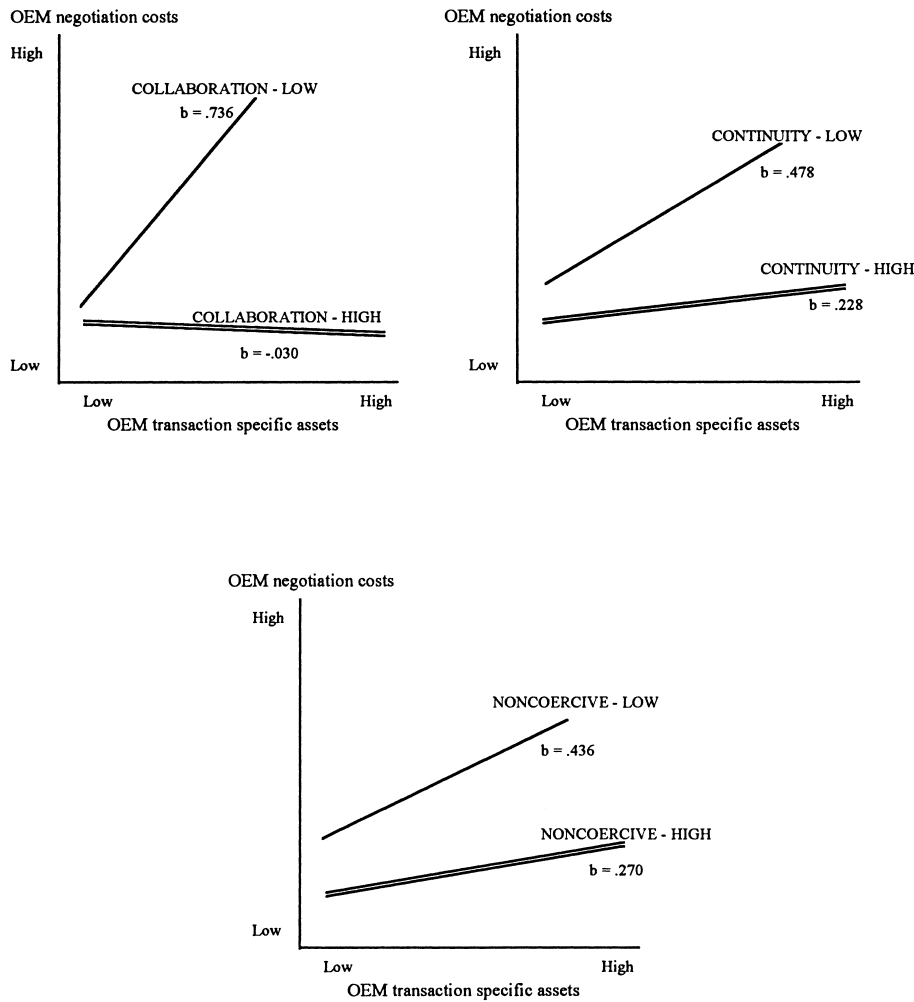 OEM negotiation costs
High
COLLABORATION - LOW
b = .736
COLLABORATION - HIGH
b = -.030
Low
Low
High
OEM transaction specific assets
OEM negotiation costs
High
CONTINUITY - LOW
b = .478
CONTINUITY - HIGH
b = .228
Low
Low
High
OEM transaction specific assets
OEM negotiation costs
High
NONCOERCIVE - LOW
b = .436
NONCOERCIVE - HIGH
b = .270
Low
Low
High
OEM transaction specific assets